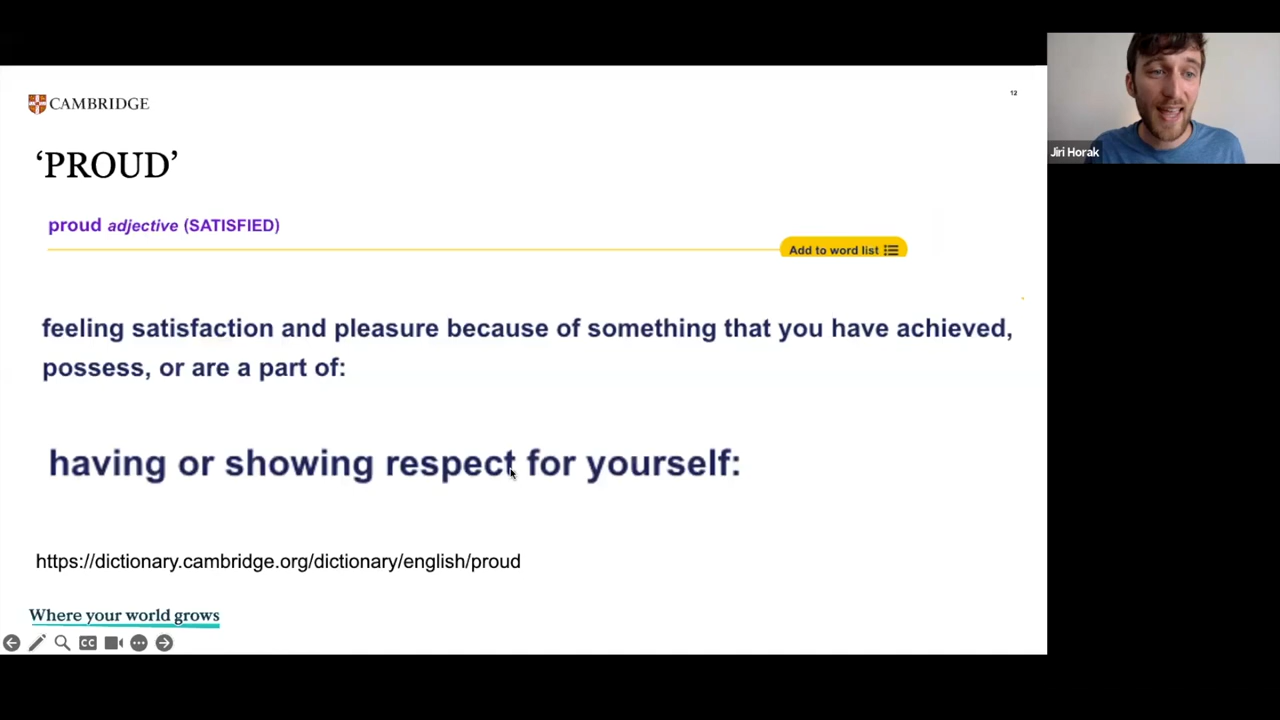 CAMBRIDGE
12
‘PROUD’
proud adjective (SATISFIED)
Add to word list
feeling satisfaction and pleasure because of something that you have achieved,
possess, or are a part of:
having or showing respect for yourself:
https://dictionary.cambridge.org/dictionary/english/proud
Where your world grows
CC
Jiri Horak